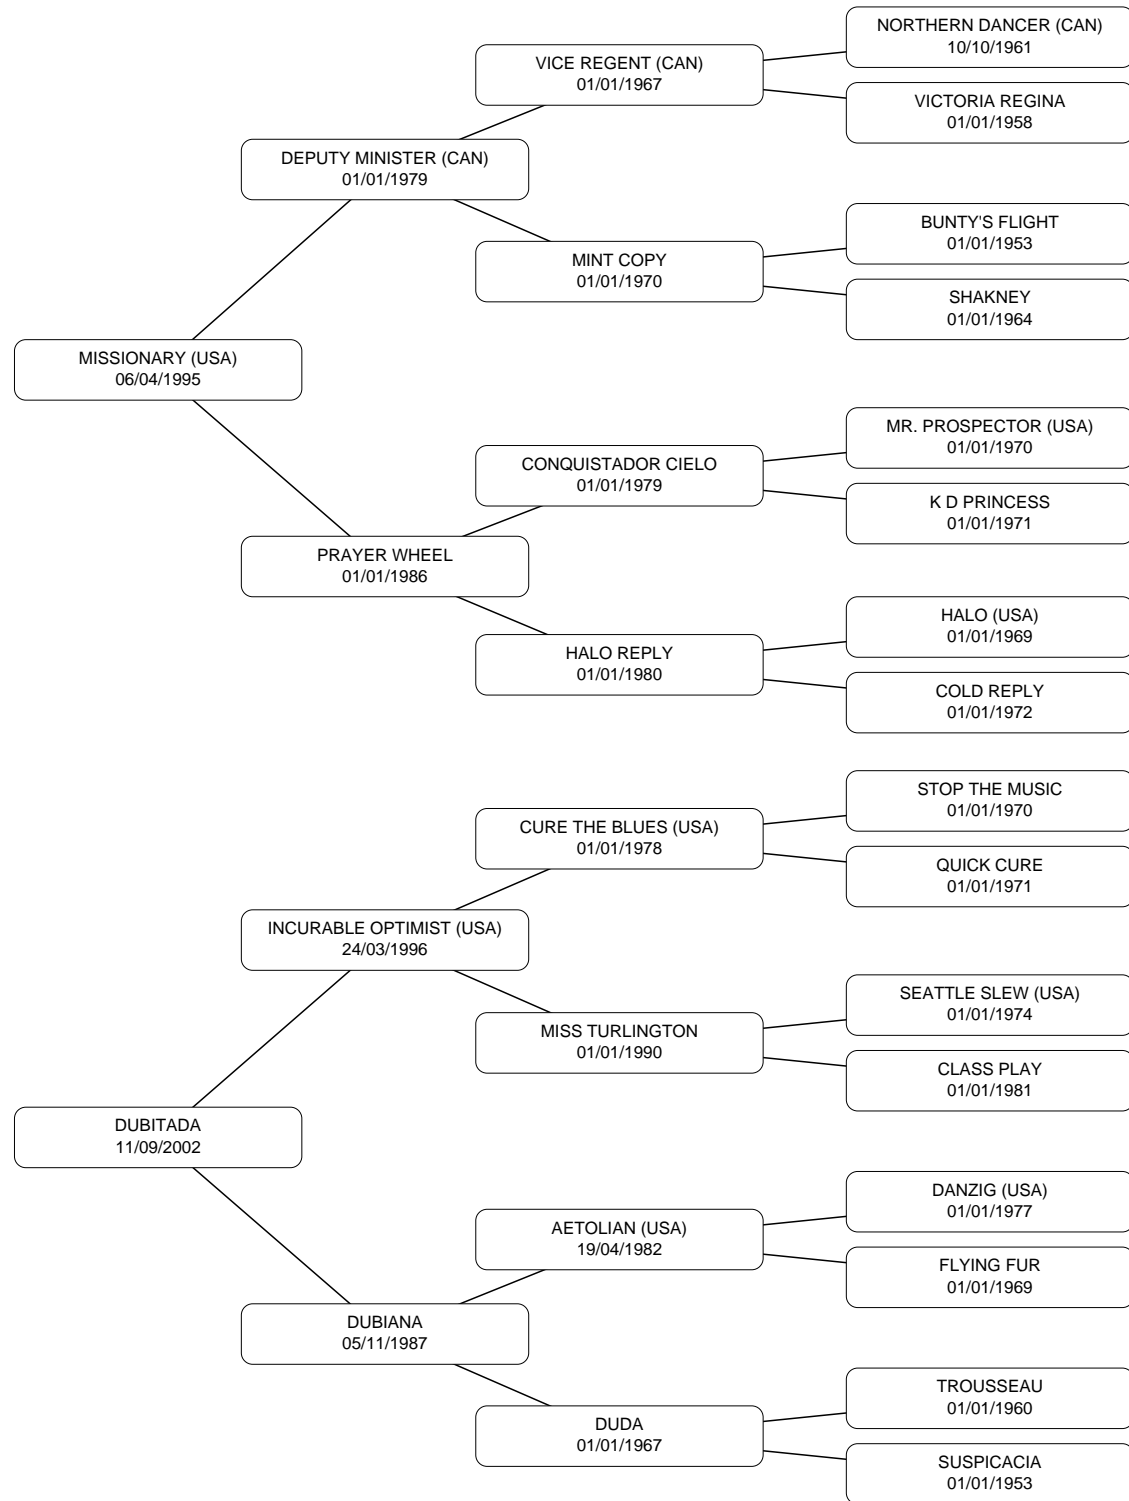 NORTHERN DANCER (CAN)
10/10/1961
VICE REGENT (CAN)
01/01/1967
VICTORIA REGINA
01/01/1958
DEPUTY MINISTER (CAN)
01/01/1979
BUNTY'S FLIGHT
01/01/1953
MINT COPY
01/01/1970
SHAKNEY
01/01/1964
MISSIONARY (USA)
06/04/1995
MR. PROSPECTOR (USA)
01/01/1970
CONQUISTADOR CIELO
01/01/1979
K D PRINCESS
01/01/1971
PRAYER WHEEL
01/01/1986
HALO (USA)
01/01/1969
HALO REPLY
01/01/1980
COLD REPLY
01/01/1972
STOP THE MUSIC
01/01/1970
CURE THE BLUES (USA)
01/01/1978
QUICK CURE
01/01/1971
INCURABLE OPTIMIST (USA)
24/03/1996
SEATTLE SLEW (USA)
01/01/1974
MISS TURLINGTON
01/01/1990
CLASS PLAY
01/01/1981
DUBITADA
11/09/2002
DANZIG (USA)
01/01/1977
AETOLIAN (USA)
19/04/1982
FLYING FUR
01/01/1969
DUBIANA
05/11/1987
TROUSSEAU
01/01/1960
DUDA
01/01/1967
SUSPICACIA
01/01/1953